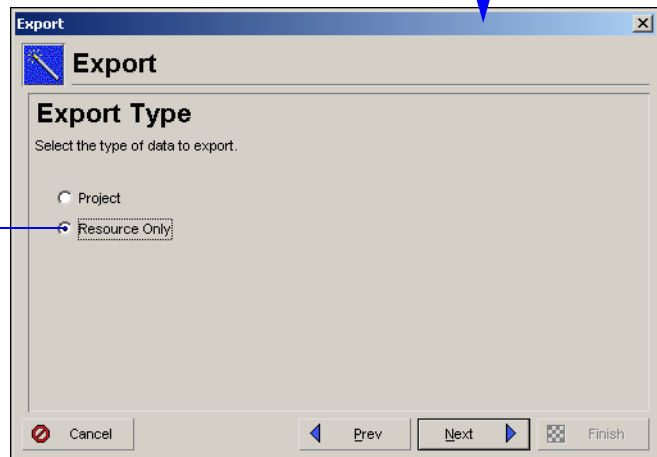 Export
Export
Export Type
Select the type of data to export.
Project
Resource Only
Cancel
Prev
Next
Finish